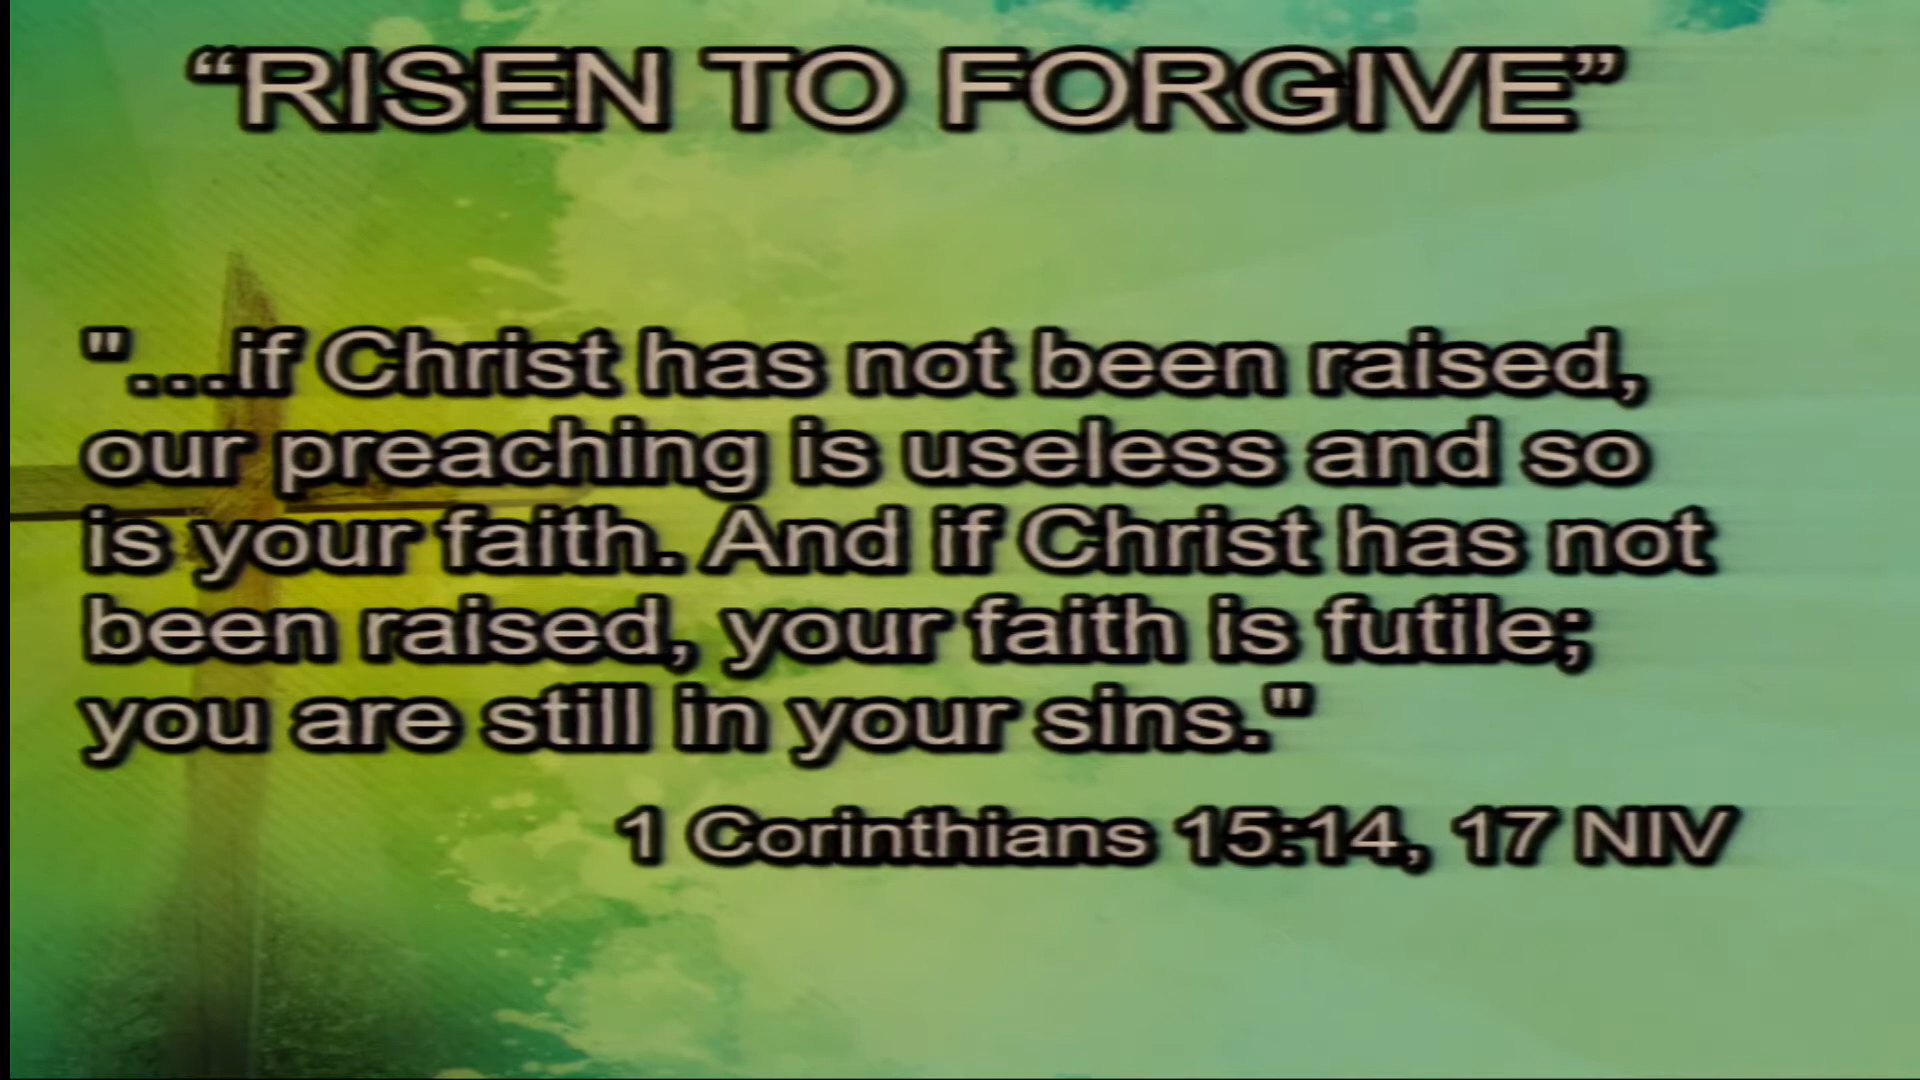 “RISEN TO FORGIVE”
"…if Christ has not been raised,
our preaching is useless and so
is your faith. And if Christ has not
been raised, your faith is futile;
you are still in your sins."
1 Corinthians 15:14, 17 NIV